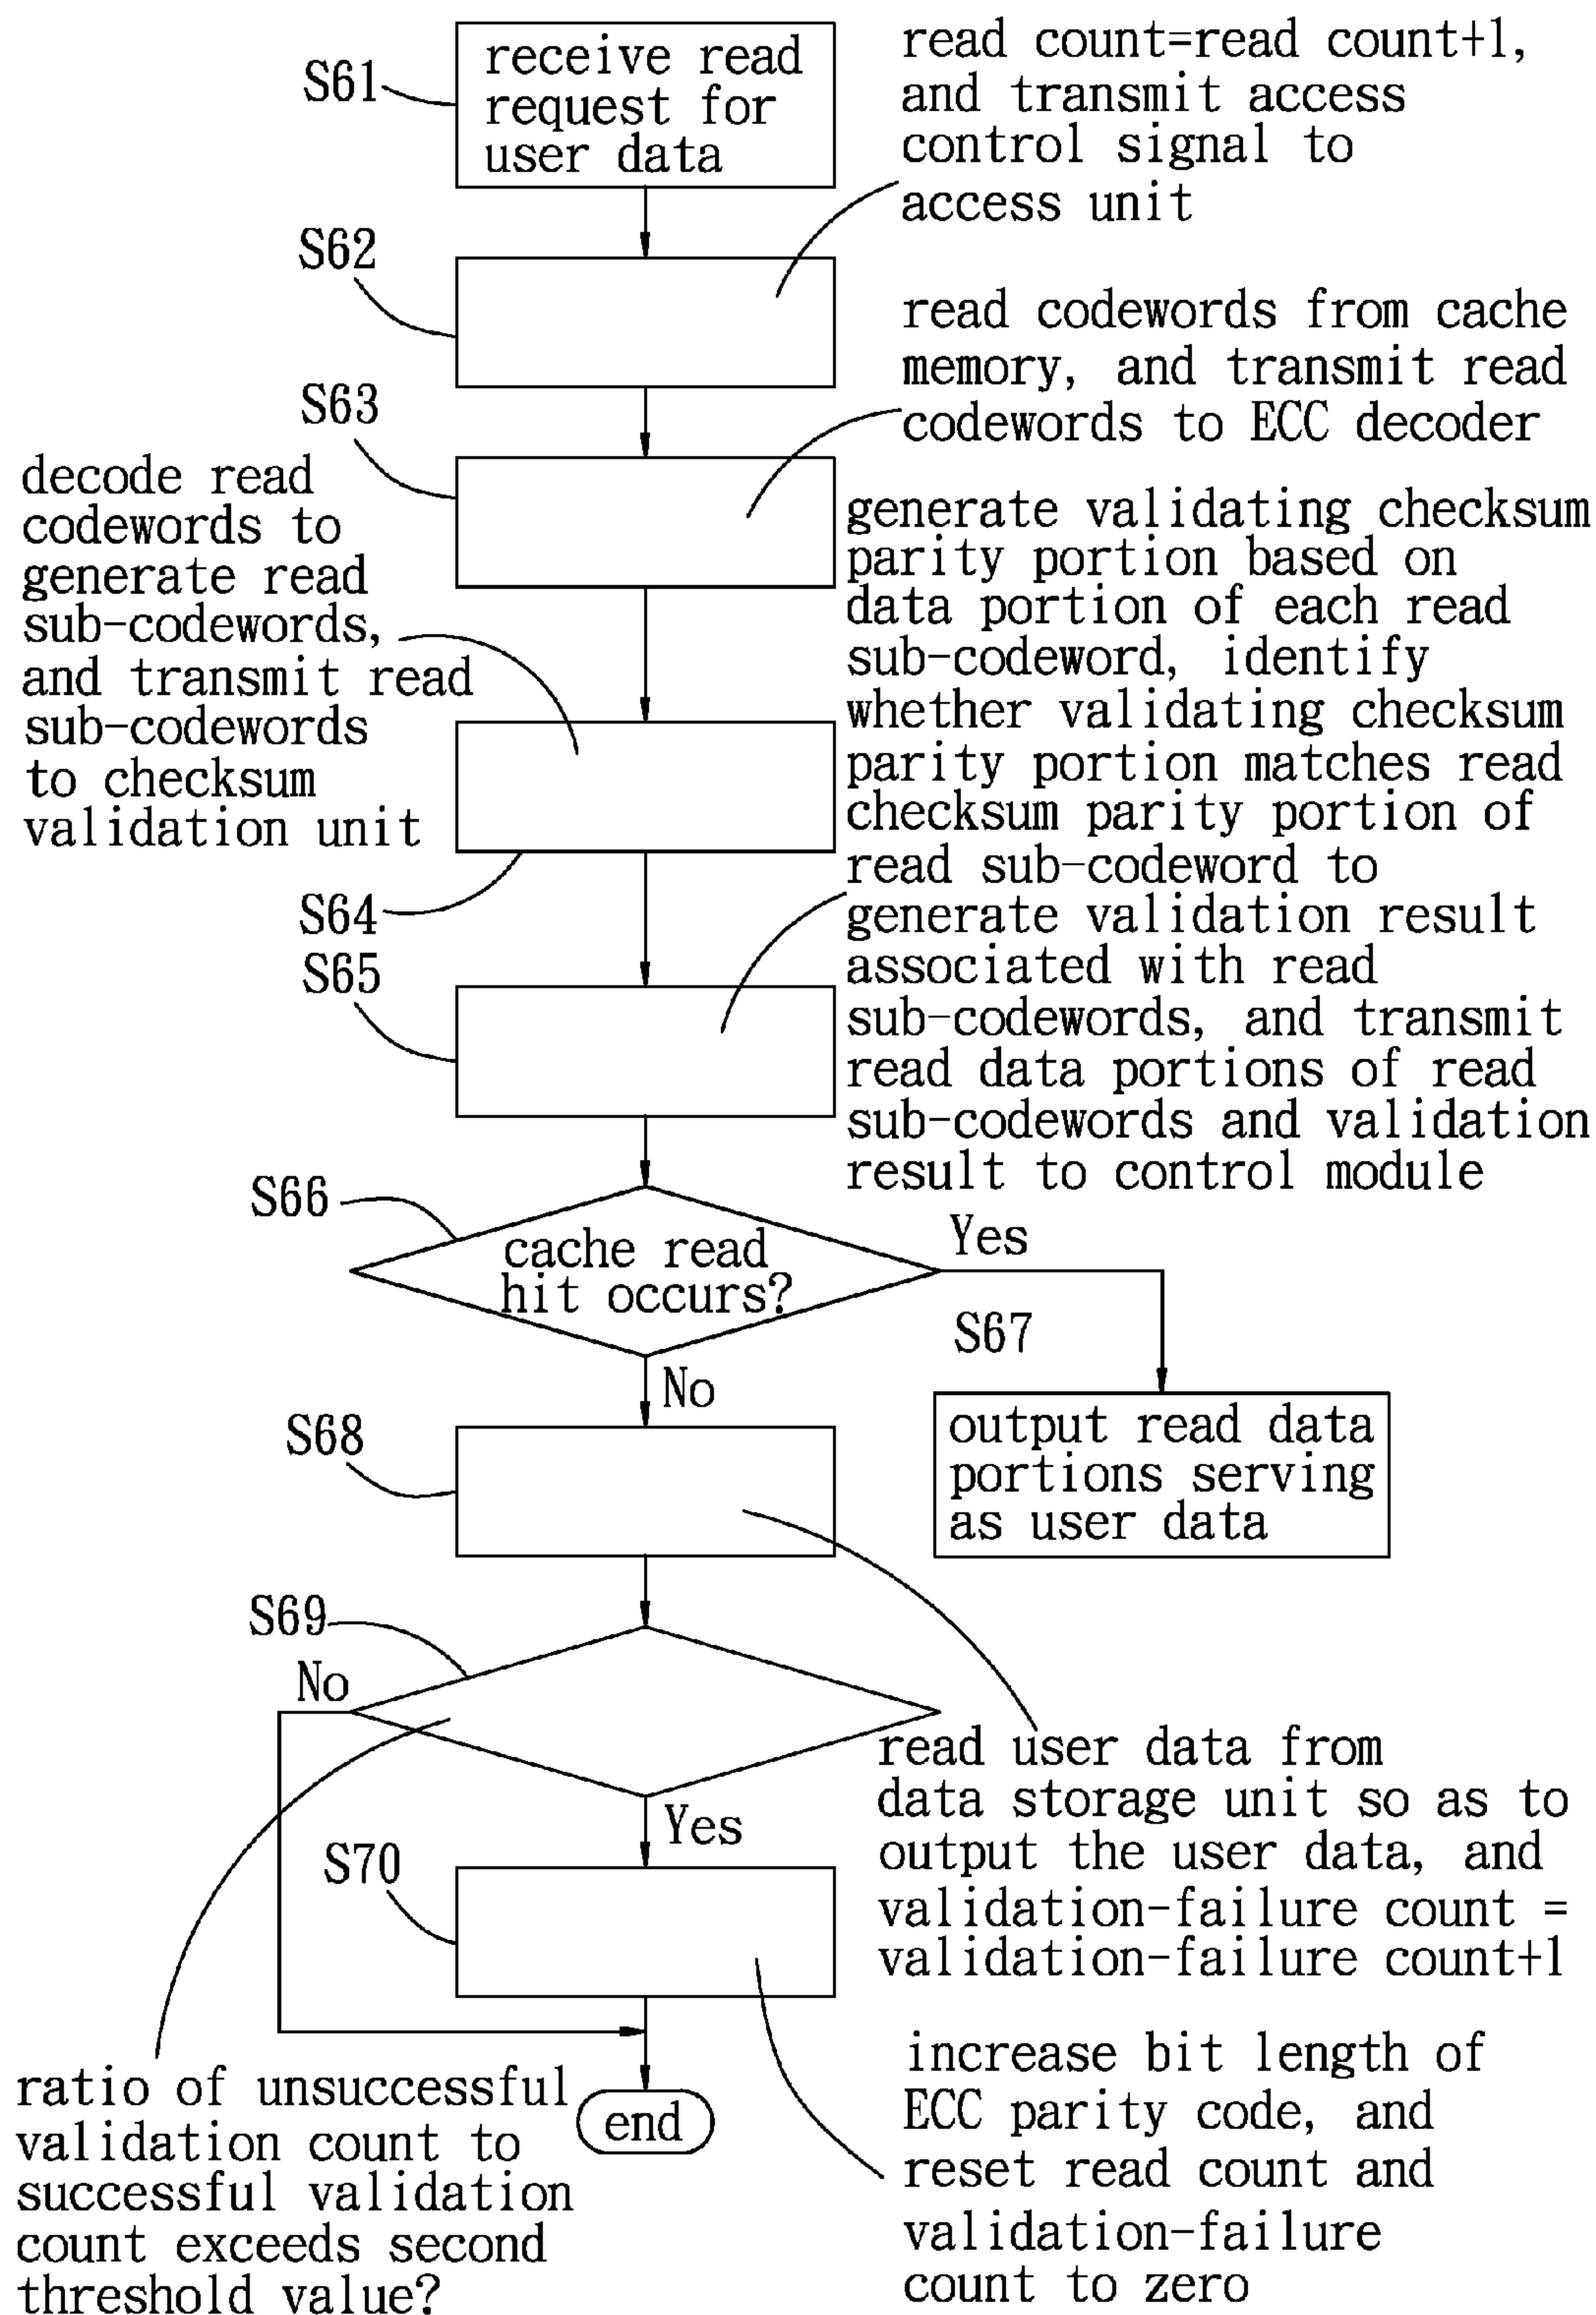 S61
receive read
request for
user data
read count=read count+1,
and transmit access
control signal to
access unit
S62
read codewords from cache
memory, and transmit read
codewords to ECC decoder
S63
decode read
codewords to
generate read
sub-codewords,
and transmit read
sub-codewords
to checksum
validation unit
S64
generate validating checksum
parity portion based on
data portion of each read
sub-codeword, identify
whether validating checksum
parity portion matches read
checksum parity portion of
read sub-codeword to
generate validation result
associated with read
sub-codewords, and transmit
read data portions of read
sub-codewords and validation
result to control module
S65
S66
cache read
hit occurs?
Yes
S67
output read data
portions serving
as user data
No
S68
read user data from
data storage unit so as to
output the user data, and
validation-failure count =
validation-failure count+1
S69
No
ratio of unsuccessful
validation count to
successful validation
count exceeds second
threshold value?
Yes
S70
increase bit length of
ECC parity code, and
reset read count and
validation-failure
count to zero
end